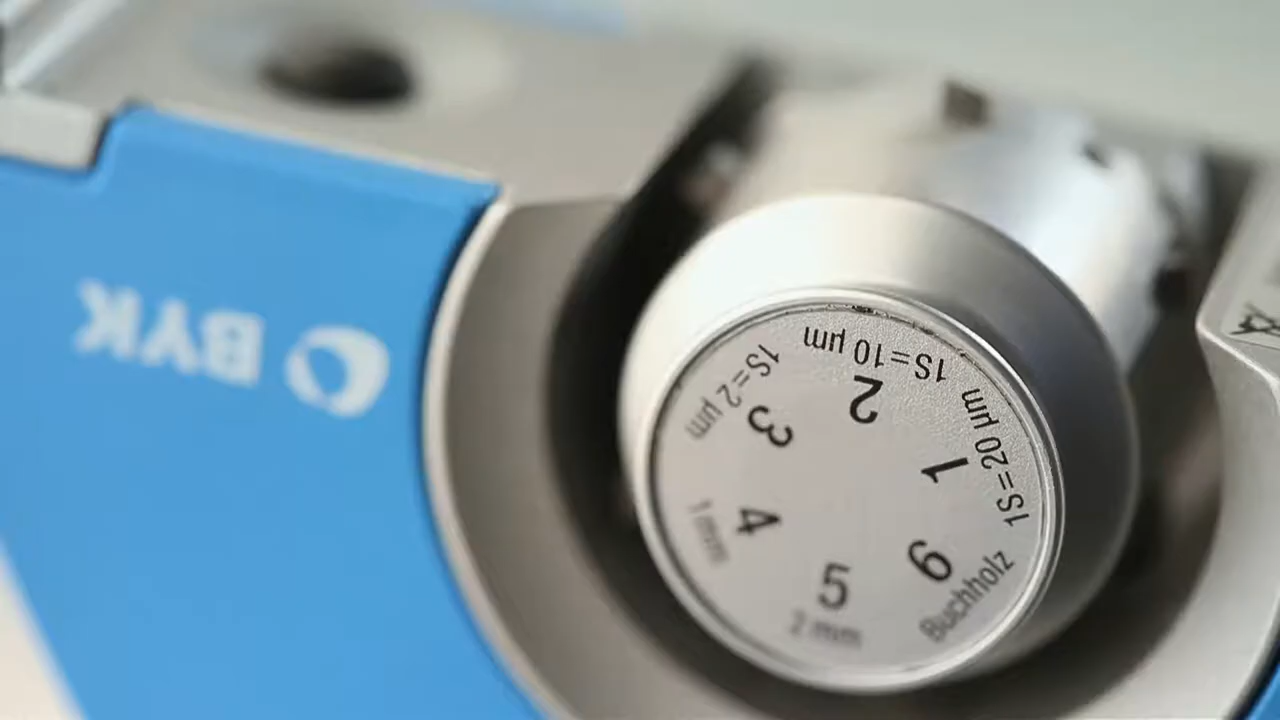 BYK
1
1S=20 µm
2
1S=10 µm
3
1S=2 µm
4
1 mm
5
2 mm
6
Buchholz